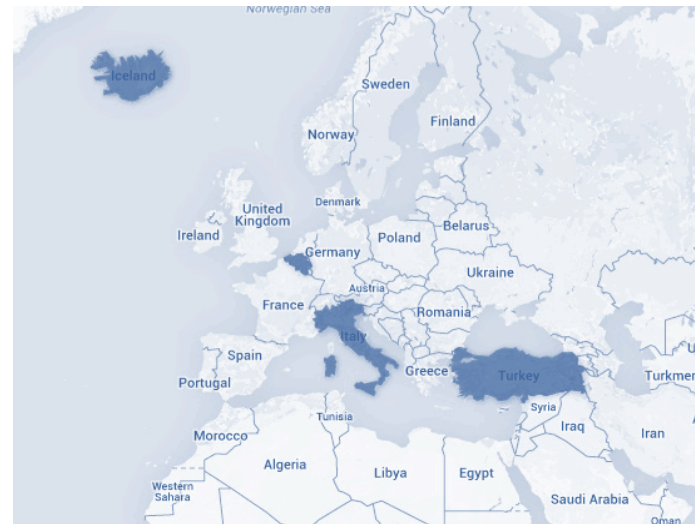 Norwegian Sea
Iceland
Sweden
Finland
Norway
Denmark
United
Kingdom
Ireland
Belarus
Poland
Germany
Ukraine
Austria
France
Romania
Italy
Spain
Greece
Turkey
Portugal
Turkmen
Syria
Tunisia
Iraq
Iran
Morocco
Algeria
Libya
Egypt
Western
Sahara
Saudi Arabia
Oman